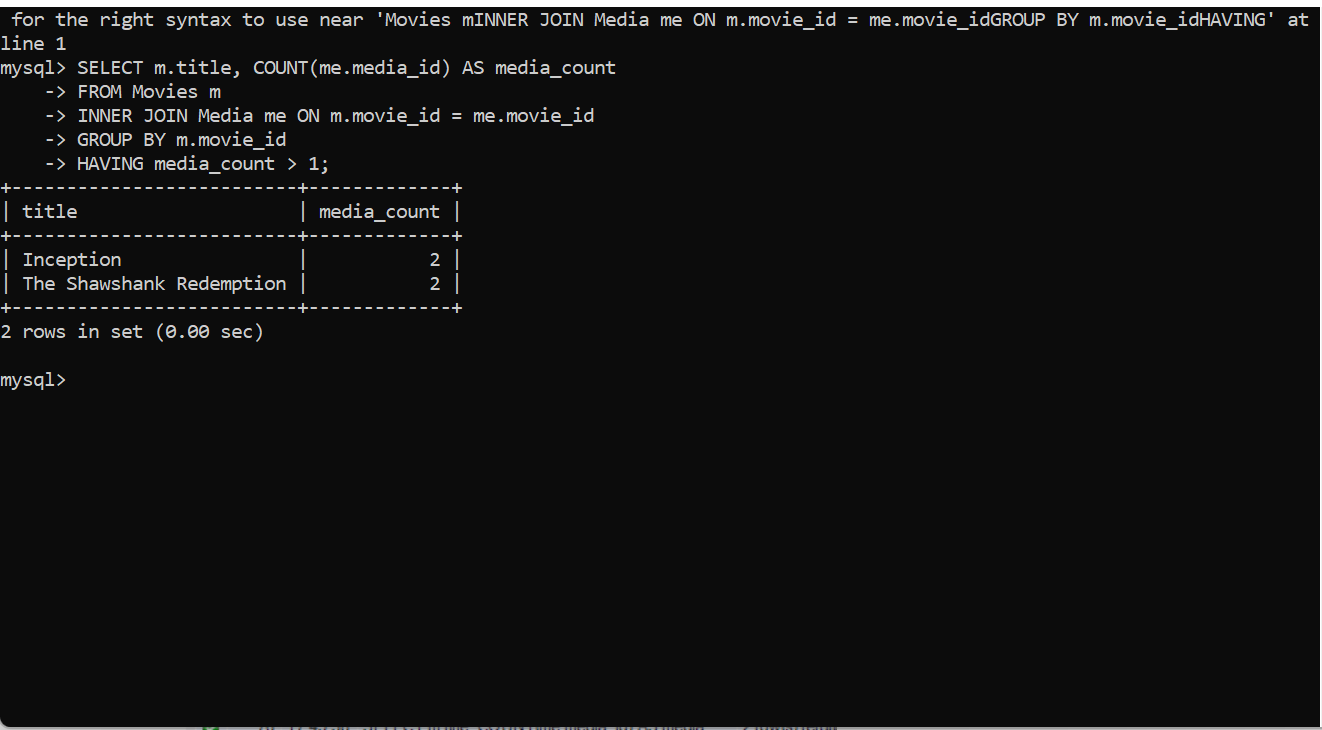 for the right syntax to use near 'Movies mINNER JOIN Media me ON m.movie_id = me.movie_idGROUP BY m.movie_idHAVING' at
line 1
mysql> SELECT m.title, COUNT(me.media_id) AS media_count
    -> FROM Movies m
    -> INNER JOIN Media me ON m.movie_id = me.movie_id
    -> GROUP BY m.movie_id
    -> HAVING media_count > 1;
+--------------------------+-------------+
| title                    | media_count |
+--------------------------+-------------+
| Inception                |           2 |
| The Shawshank Redemption |           2 |
+--------------------------+-------------+
2 rows in set (0.00 sec)
mysql>